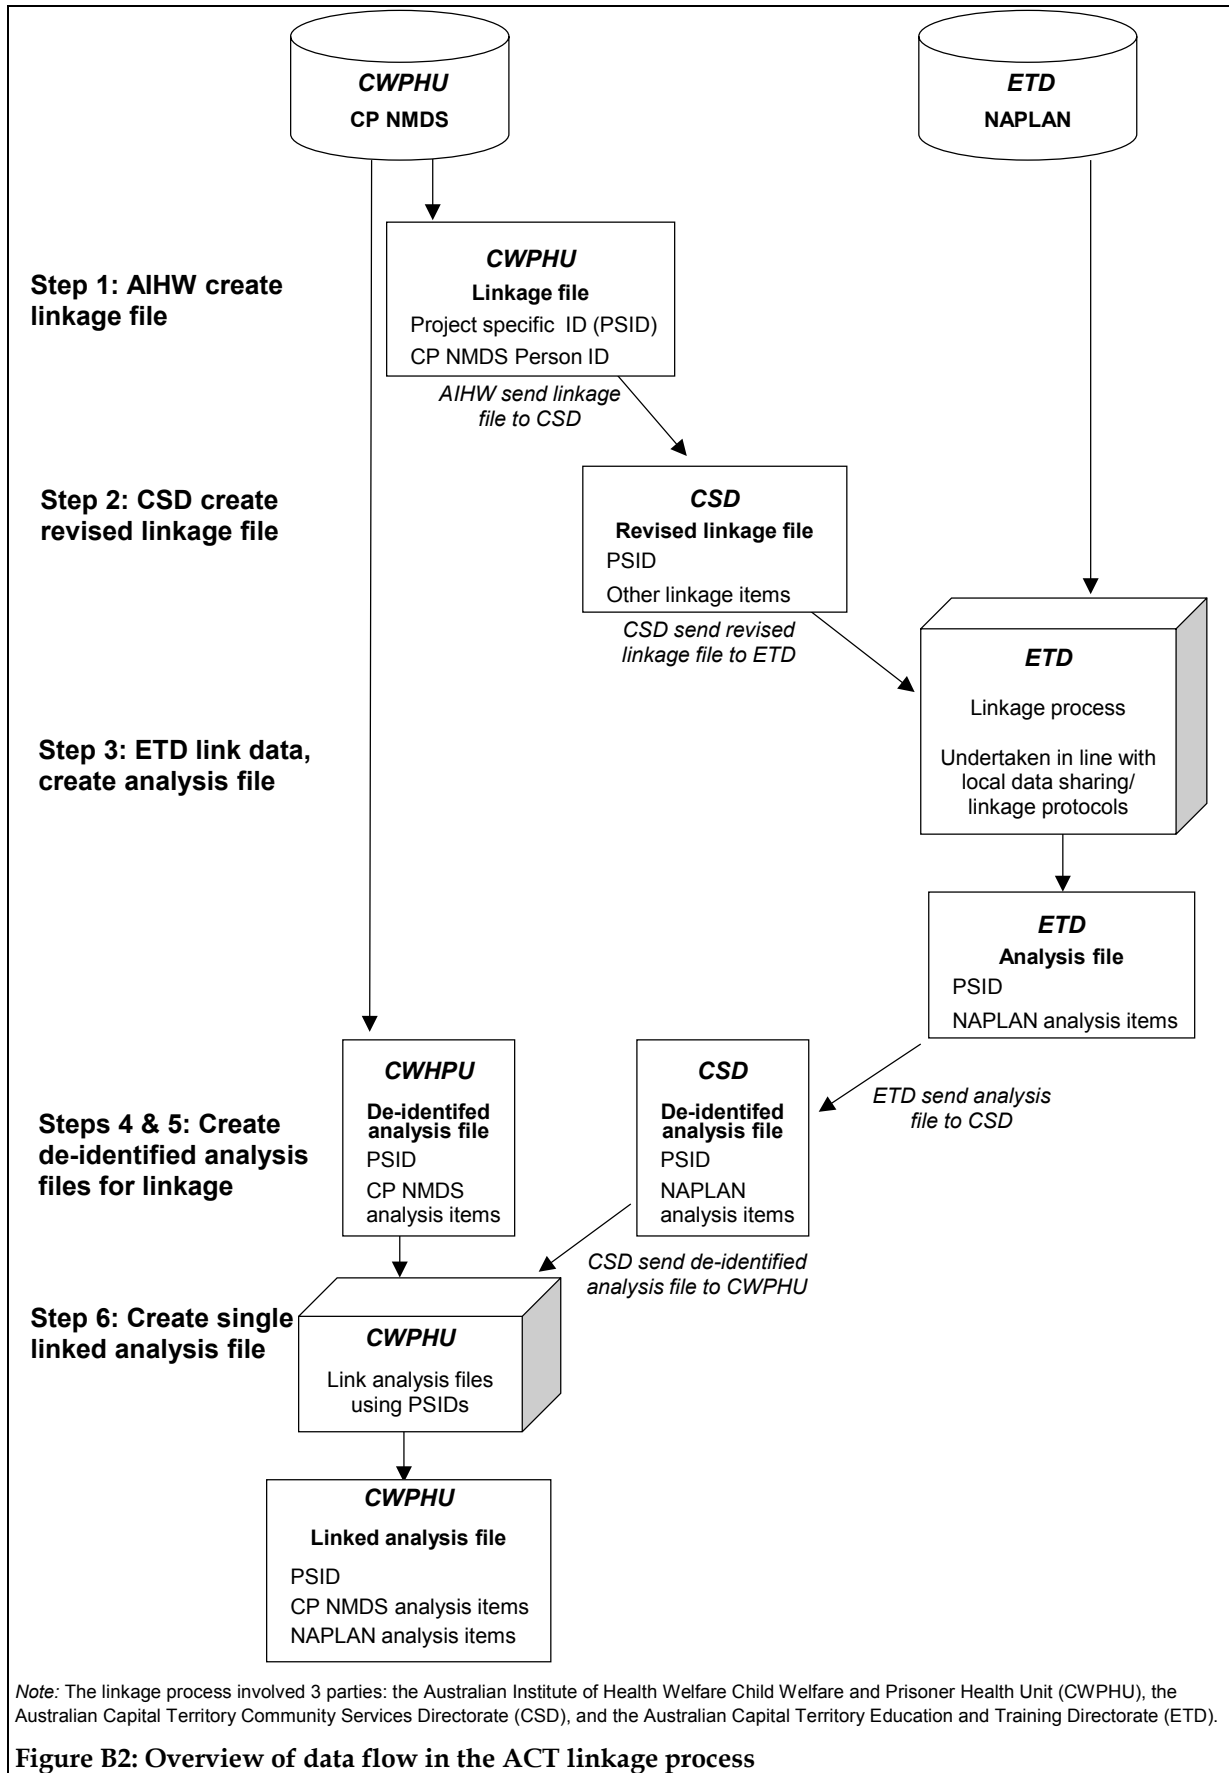 CWPHU
CP NMDS
ETD
NAPLAN
Step 1: AIHW create
linkage file
CWPHU
Linkage file
Project specific ID (PSID)
CP NMDS Person ID
AIHW send linkage
file to CSD
Step 2: CSD create
revised linkage file
CSD
Revised linkage file
PSID
Other linkage items
CSD send revised
linkage file to ETD
Step 3: ETD link data,
create analysis file
ETD
Linkage process
Undertaken in line with
local data sharing/
linkage protocols
ETD
Analysis file
PSID
NAPLAN analysis items
ETD send analysis
file to CSD
Steps 4 & 5: Create
de-identified analysis
files for linkage
CWHPU
De-identifed
analysis file
PSID
CP NMDS
analysis items
CSD
De-identifed
analysis file
PSID
NAPLAN
analysis items
CSD send de-identified
analysis file to CWPHU
Step 6: Create single
linked analysis file
CWPHU
Link analysis files
using PSIDs
CWPHU
Linked analysis file
PSID
CP NMDS analysis items
NAPLAN analysis items
Note: The linkage process involved 3 parties: the Australian Institute of Health Welfare Child Welfare and Prisoner Health Unit (CWPHU), the
Australian Capital Territory Community Services Directorate (CSD), and the Australian Capital Territory Education and Training Directorate (ETD).
Figure B2: Overview of data flow in the ACT linkage process